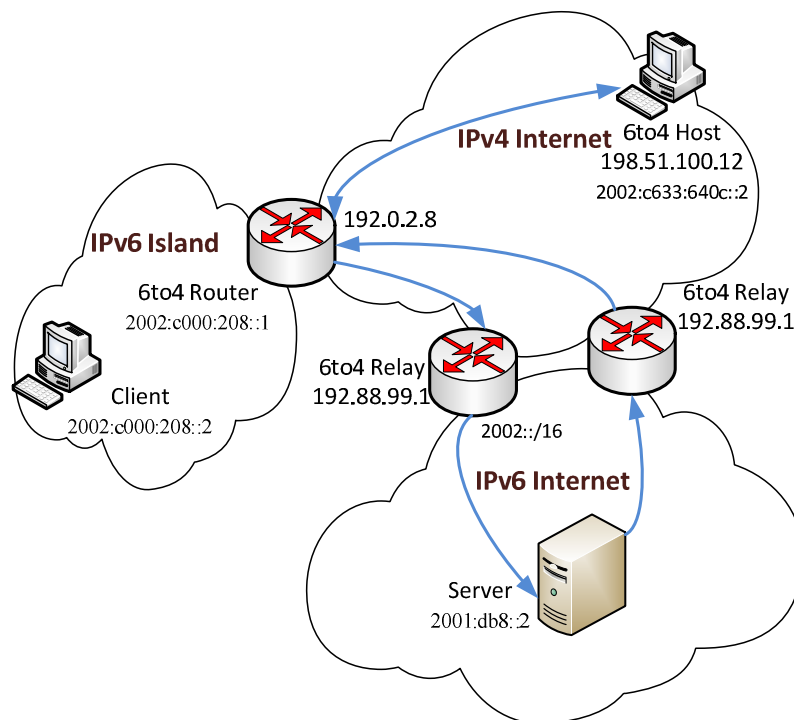 IPv4 Internet
6to4 Host
198.51.100.12
2002:c633:640c::2
192.0.2.8
IPv6 Island
6to4 Router
2002:c000:208::1
6to4 Relay
192.88.99.1
6to4 Relay
192.88.99.1
Client
2002:c000:208::2
2002::/16
IPv6 Internet
Server
2001:db8::2